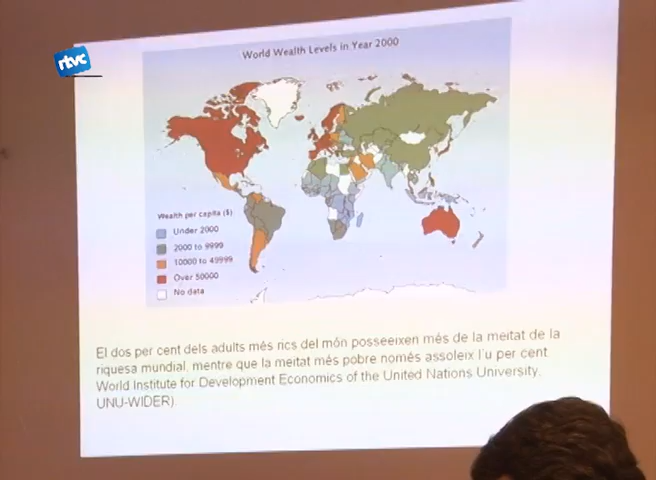 rtvc
World Wealth Levels in Year 2000
Wealth per capita ($)
Under 2000
2000 to 9999
10000 to 49999
Over 50000
No data
El dos per cent dels adults més rics del món posseeixen més de la meitat de la
riquesa mundial, mentre que la meitat més pobre només assoleix l'u per cent
World Institute for Development Economics of the United Nations University,
UNU-WIDER).